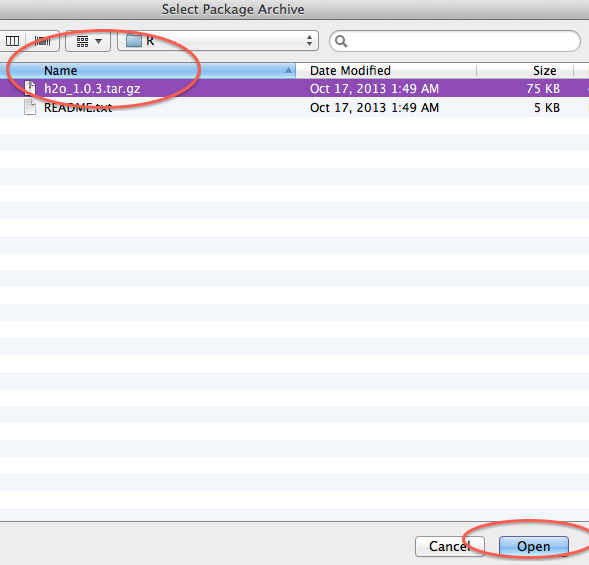 Select Package Archive
R
Name Date Modified Size
h2o_1.0.3.tar.gz Oct 17, 2013 1:49 AM 75 KB
README.txt Oct 17, 2013 1:49 AM 5 KB
Cancel Open